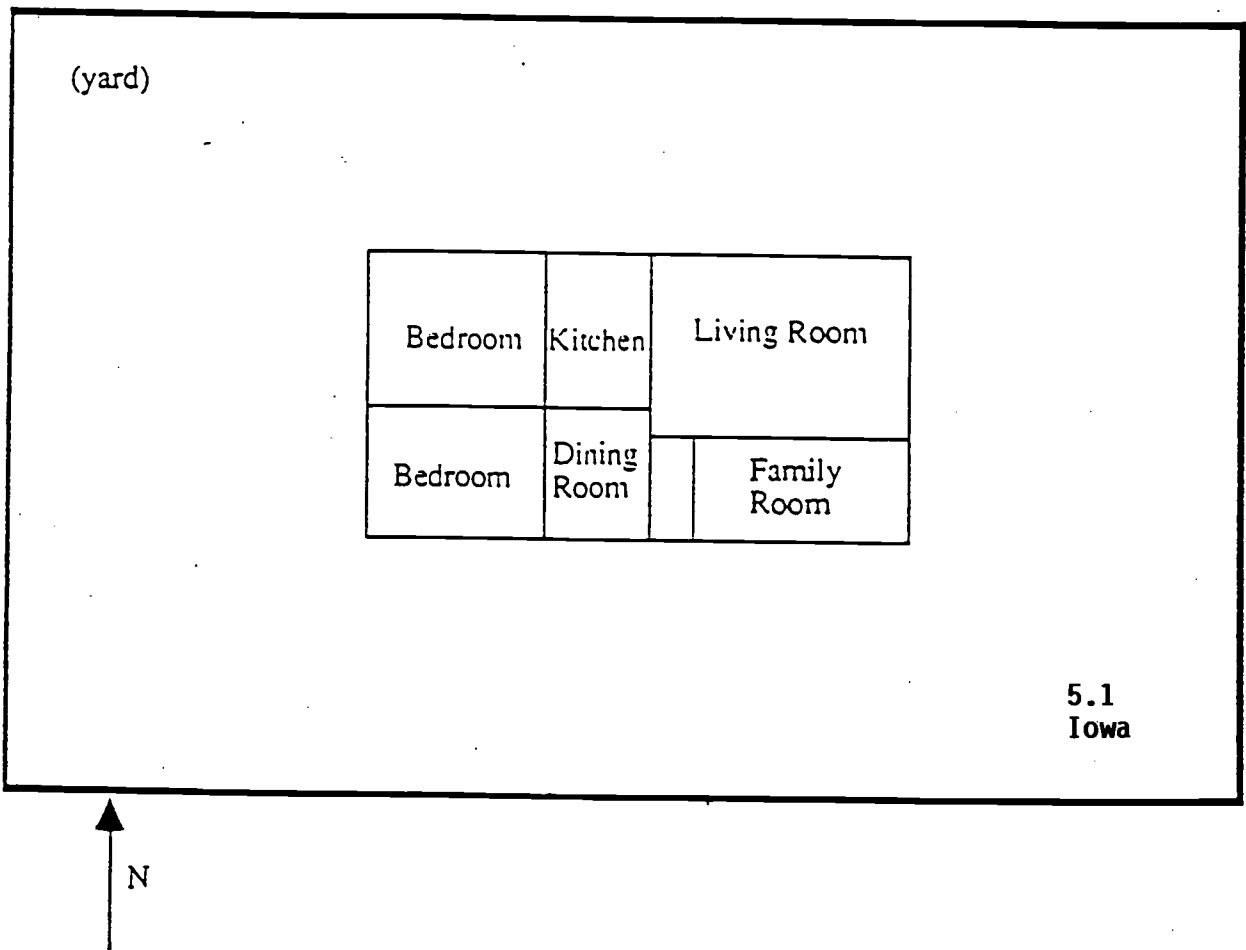 (yard)
Bedroom
Kitchen
Living Room
Bedroom
Dining
Room
Family
Room
5.1
Iowa
N